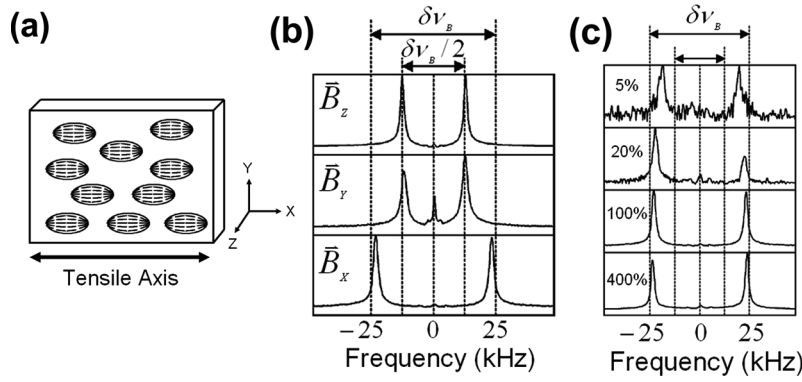 (a)
Y
X
Z
Tensile Axis
(b)
δν_B
δν_B / 2
B⃗_Z
B⃗_Y
B⃗_X
−25 0 25
Frequency (kHz)
(c)
δν_B
5%
20%
100%
400%
−25 0 25
Frequency (kHz)